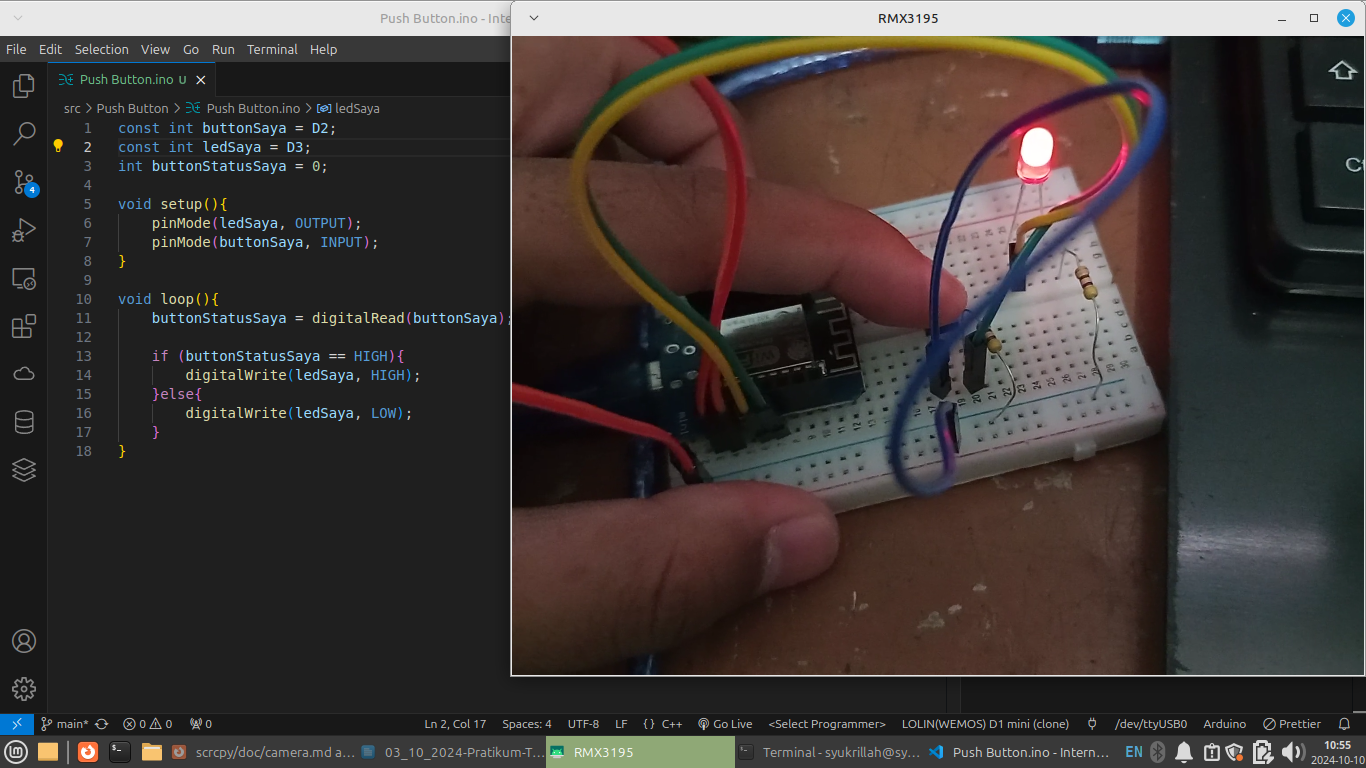 Push Button.ino - Inte
RMX3195
File Edit Selection View Go Run Terminal Help
Push Button.ino U
src > Push Button > Push Button.ino > ledSaya
1 const int buttonSaya = D2;
2 const int ledSaya = D3;
3 int buttonStatusSaya = 0;
4
5 void setup(){
6 pinMode(ledSaya, OUTPUT);
7 pinMode(buttonSaya, INPUT);
8 }
9
10 void loop(){
11 buttonStatusSaya = digitalRead(buttonSaya);
12
13 if (buttonStatusSaya == HIGH){
14 digitalWrite(ledSaya, HIGH);
15 }else{
16 digitalWrite(ledSaya, LOW);
17 }
18 }
4
WiFi
main* 0 0 0 Ln 2, Col 17 Spaces: 4 UTF-8 LF {} C++ Go Live <Select Programmer> LOLIN(WEMOS) D1 mini (clone) /dev/ttyUSB0 Arduino Prettier
scrcpy/doc/camera.md a... 03_10_2024-Pratikum-T... RMX3195 Terminal - syukrillah@sy... Push Button.ino - Intern... EN 10:55
2024-10-10